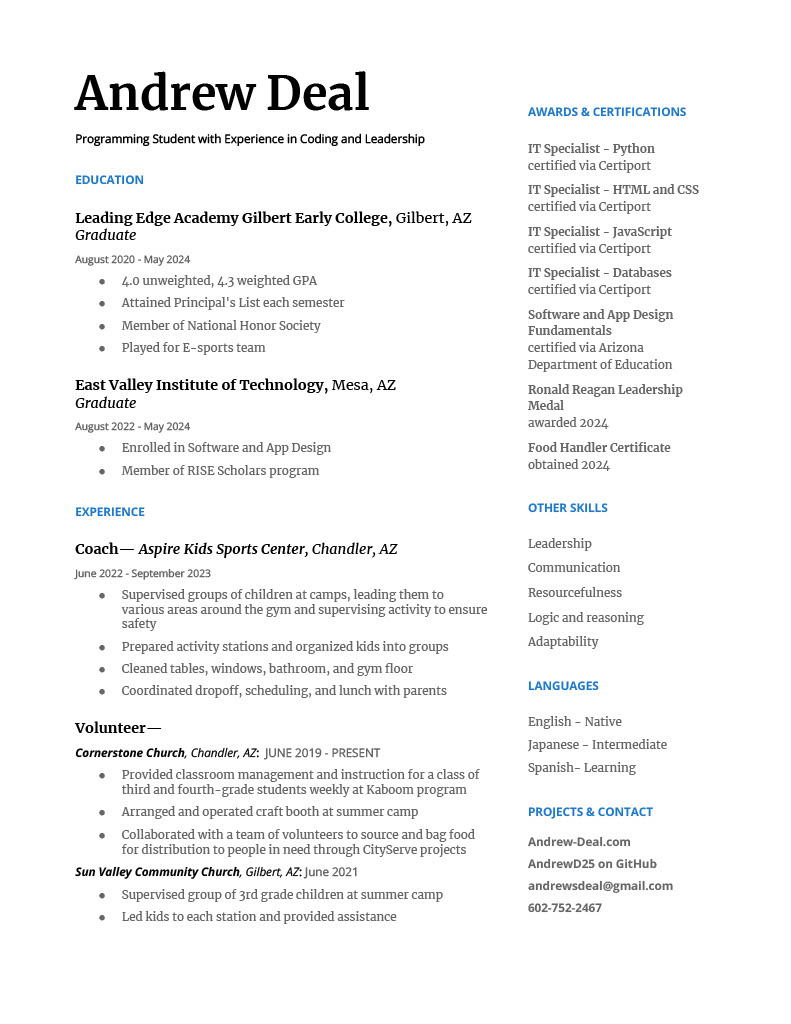 Andrew Deal
Programming Student with Experience in Coding and Leadership
EDUCATION
Leading Edge Academy Gilbert Early College, Gilbert, AZ
Graduate
August 2020 - May 2024
● 4.0 unweighted, 4.3 weighted GPA
● Attained Principal's List each semester
● Member of National Honor Society
● Played for E-sports team
East Valley Institute of Technology, Mesa, AZ
Graduate
August 2022 - May 2024
● Enrolled in Software and App Design
● Member of RISE Scholars program
EXPERIENCE
Coach— Aspire Kids Sports Center, Chandler, AZ
June 2022 - September 2023
● Supervised groups of children at camps, leading them to
various areas around the gym and supervising activity to ensure
safety
● Prepared activity stations and organized kids into groups
● Cleaned tables, windows, bathroom, and gym floor
● Coordinated dropoff, scheduling, and lunch with parents
Volunteer—
Cornerstone Church, Chandler, AZ: JUNE 2019 - PRESENT
● Provided classroom management and instruction for a class of
third and fourth-grade students weekly at Kaboom program
● Arranged and operated craft booth at summer camp
● Collaborated with a team of volunteers to source and bag food
for distribution to people in need through CityServe projects
Sun Valley Community Church, Gilbert, AZ: June 2021
● Supervised group of 3rd grade children at summer camp
● Led kids to each station and provided assistance
AWARDS & CERTIFICATIONS
IT Specialist - Python
certified via Certiport
IT Specialist - HTML and CSS
certified via Certiport
IT Specialist - JavaScript
certified via Certiport
IT Specialist - Databases
certified via Certiport
Software and App Design
Fundamentals
certified via Arizona
Department of Education
Ronald Reagan Leadership
Medal
awarded 2024
Food Handler Certificate
obtained 2024
OTHER SKILLS
Leadership
Communication
Resourcefulness
Logic and reasoning
Adaptability
LANGUAGES
English - Native
Japanese - Intermediate
Spanish- Learning
PROJECTS & CONTACT
Andrew-Deal.com
AndrewD25 on GitHub
andrewsdeal@gmail.com
602-752-2467